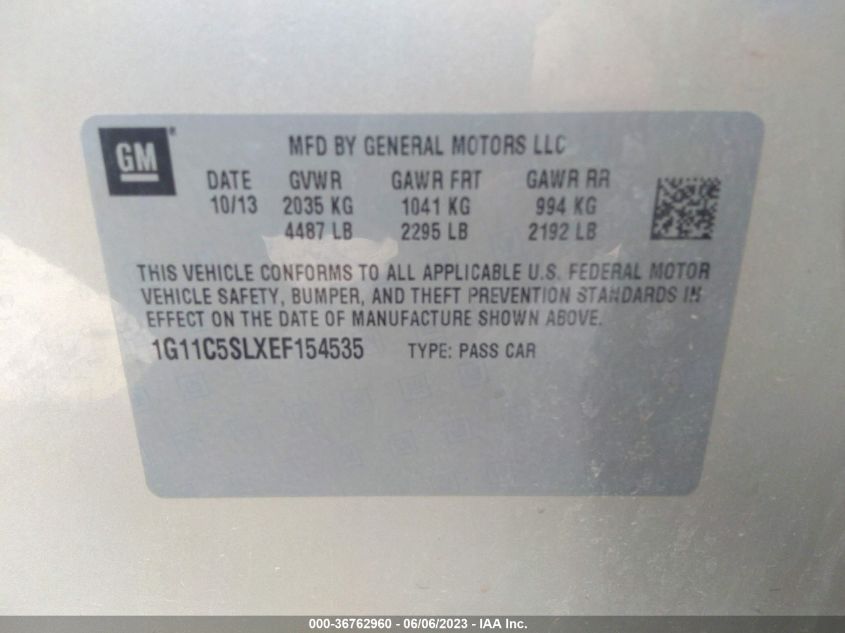 GM®
MFD BY GENERAL MOTORS LLC
DATE GVWR GAWR FRT GAWR RR
10/13 2035 KG 1041 KG 994 KG
4487 LB 2295 LB 2192 LB
THIS VEHICLE CONFORMS TO ALL APPLICABLE U.S. FEDERAL MOTOR
VEHICLE SAFETY, BUMPER, AND THEFT PREVENTION STANDARDS IN
EFFECT ON THE DATE OF MANUFACTURE SHOWN ABOVE.
1G11C5SLXEF154535 TYPE: PASS CAR
000-36762960 - 06/06/2023 - IAA Inc.